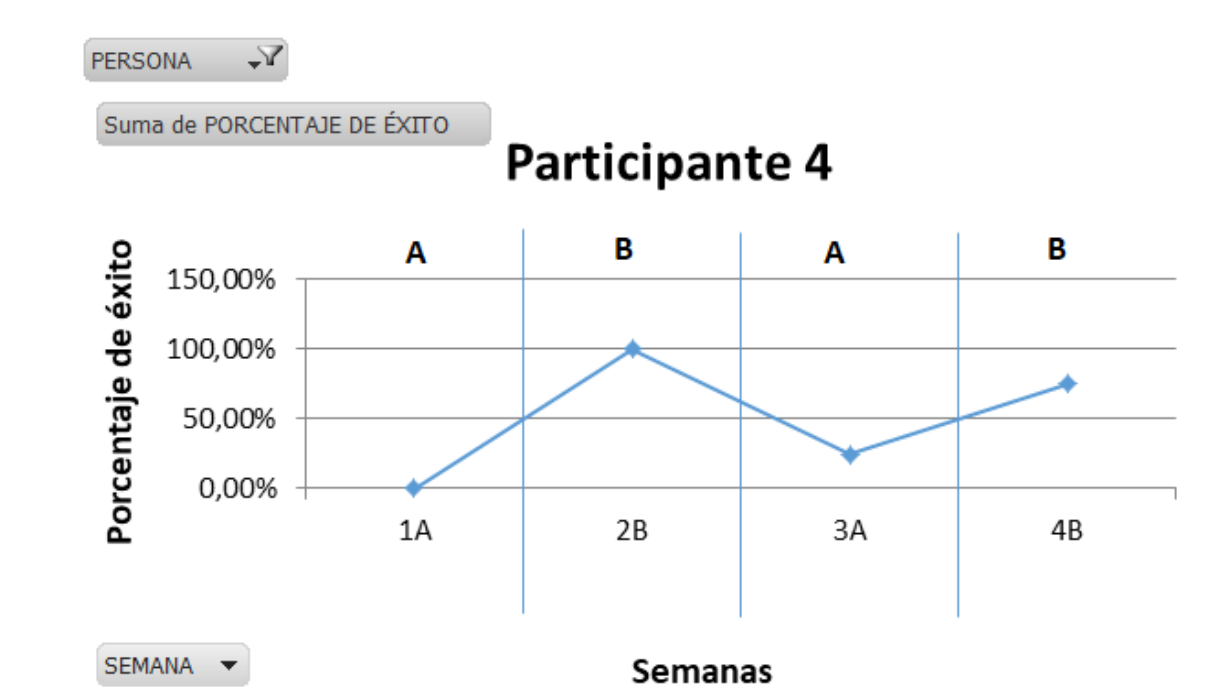 PERSONA
Suma de PORCENTAJE DE ÉXITO
Participante 4
Porcentaje de éxito
A B A B
150,00%
100,00%
50,00%
0,00%
1A 2B 3A 4B
SEMANA
Semanas